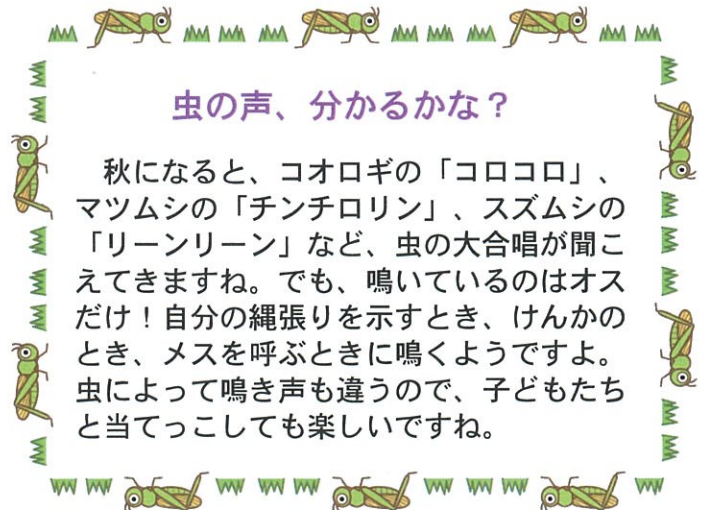 虫の声、分かるかな？
秋になると、コオロギの「コロコロ」、
マツムシの「チンチロリン」、スズムシの
「リーンリーン」など、虫の大合唱が聞こ
えてきますね。でも、鳴いているのはオス
だけ！自分の縄張りを示すとき、けんかの
とき、メスを呼ぶときに鳴くようですよ。
虫によって鳴き声も違うので、子どもたち
と当てっこしても楽しいですね。